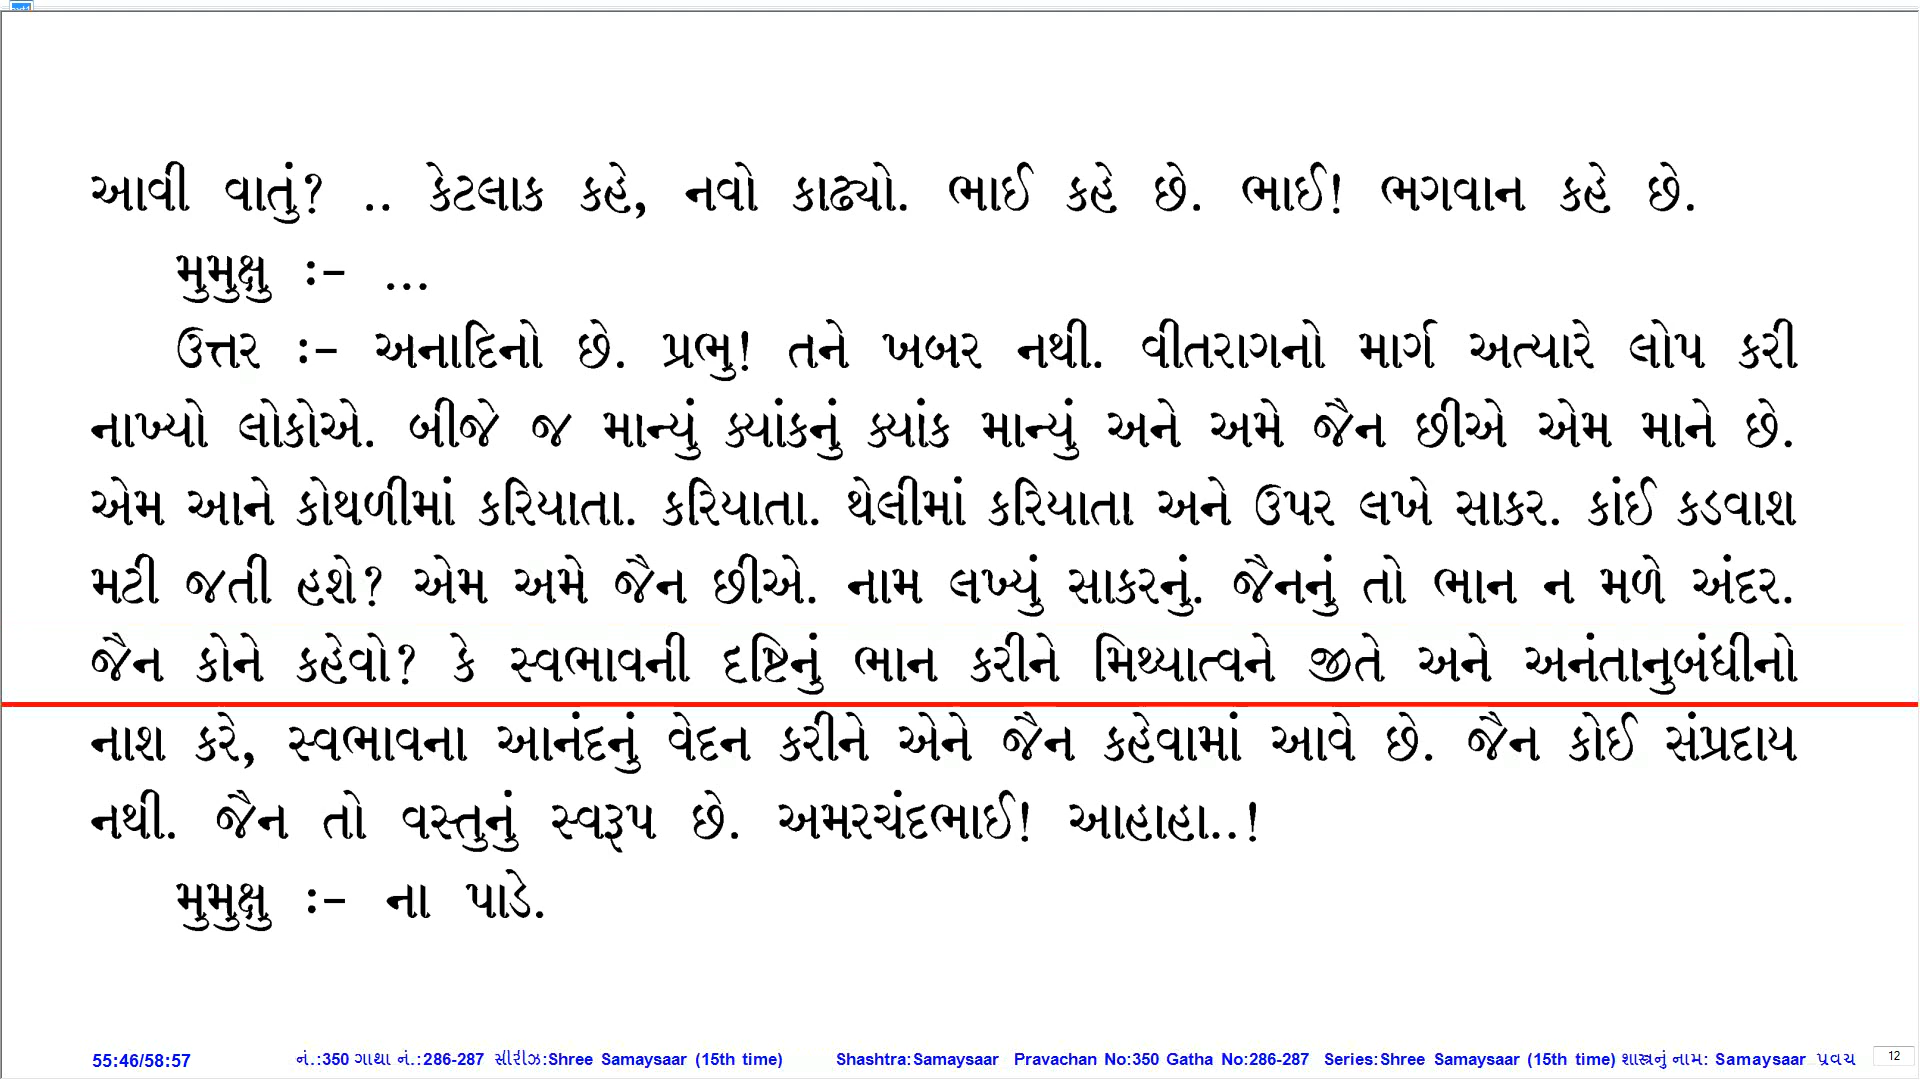 આવી વાતું? .. કેટલાક કહે, નવો કાઢ્યો. ભાઈ કહે છે. ભાઈ! ભગવાન કહે છે.
મુમુક્ષુ :- ...
ઉત્તર :- અનાદિનો છે. પ્રભુ! તને ખબર નથી. વીતરાગનો માર્ગ અત્યારે લોપ કરી
નાખ્યો લોકોએ. બીજે જ માન્યું ક્યાંકનું ક્યાંક માન્યું અને અમે જૈન છીએ એમ માને છે.
એમ આને કોથળીમાં કરિયાતા. કરિયાતા. થેલીમાં કરિયાતા અને ઉપર લખે સાકર. કાંઈ કડવાશ
મટી જતી હશે? એમ અમે જૈન છીએ. નામ લખ્યું સાકરનું. જૈનનું તો ભાન ન મળે અંદર.
જૈન કોને કહેવો? કે સ્વભાવની દૃષ્ટિનું ભાન કરીને મિથ્યાત્વને જીતે અને અનંતાનુબંધીનો
નાશ કરે, સ્વભાવના આનંદનું વેદન કરીને એને જૈન કહેવામાં આવે છે. જૈન કોઈ સંપ્રદાય
નથી. જૈન તો વસ્તુનું સ્વરૂપ છે. અમરચંદભાઈ! આહાહા..!
મુમુક્ષુ :- ના પાડે.
55:46/58:57 નં.:350 ગાથા નં.:286-287 સીરીઝ:Shree Samaysaar (15th time) Shashtra:Samaysaar Pravachan No:350 Gatha No:286-287 Series:Shree Samaysaar (15th time) શાસ્ત્રનું નામ: Samaysaar પ્રવચ 12